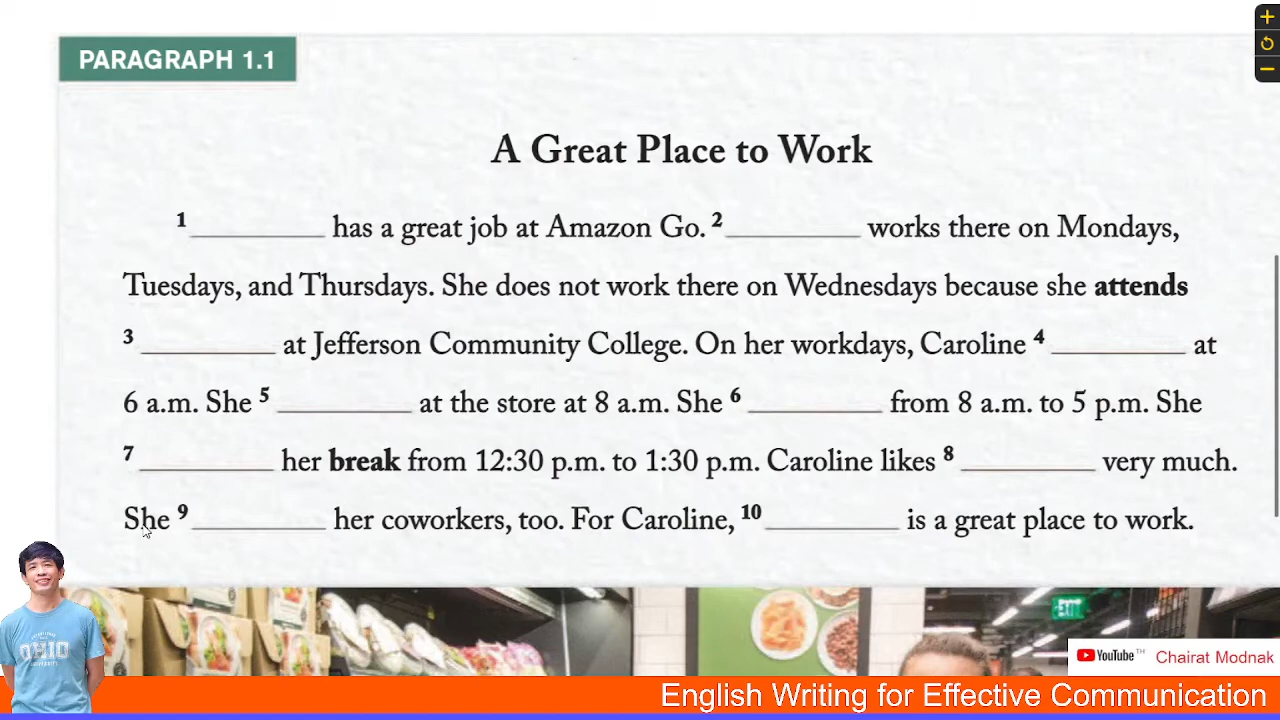 PARAGRAPH 1.1
A Great Place to Work
1 __________ has a great job at Amazon Go. 2 __________ works there on Mondays,
Tuesdays, and Thursdays. She does not work there on Wednesdays because she attends
3 __________ at Jefferson Community College. On her workdays, Caroline 4 __________ at
6 a.m. She 5 __________ at the store at 8 a.m. She 6 __________ from 8 a.m. to 5 p.m. She
7 __________ her break from 12:30 p.m. to 1:30 p.m. Caroline likes 8 __________ very much.
She 9 __________ her coworkers, too. For Caroline, 10 __________ is a great place to work.
EXIT
OHIO
YouTube TH Chairat Modnak
English Writing for Effective Communication